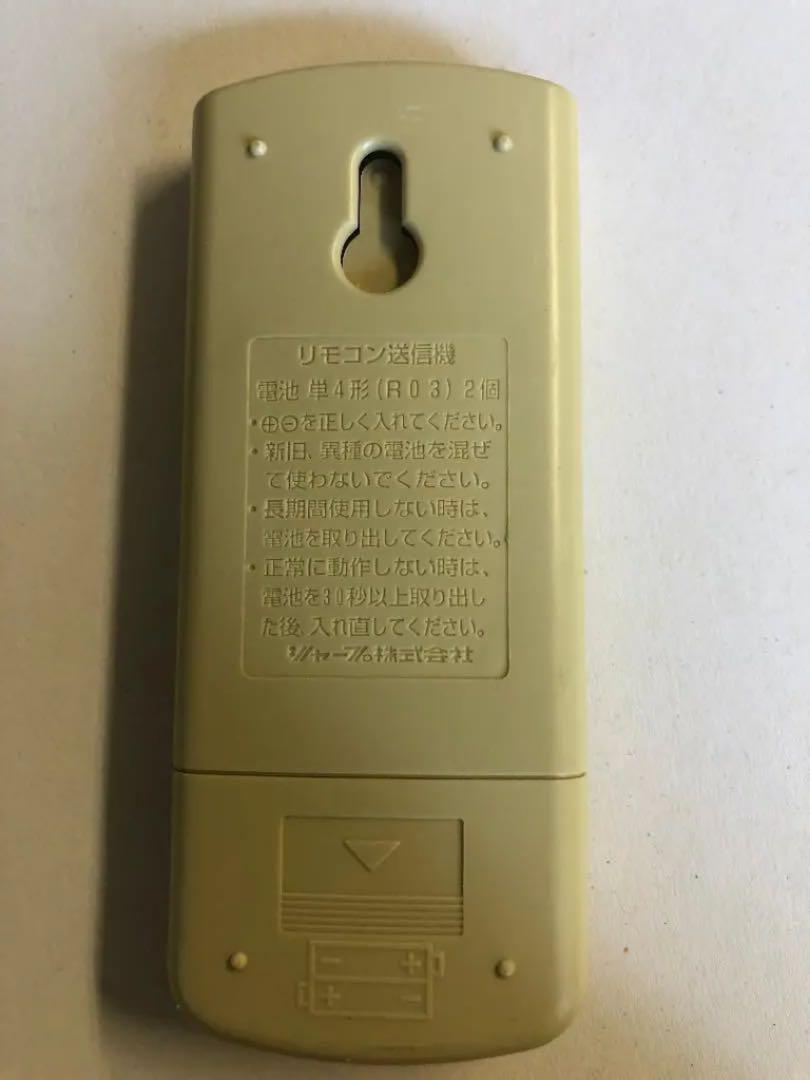 リモコン送信機
電池 単4形(R03)2個
・⊕⊖を正しく入れてください。
・新旧、異種の電池を混ぜ
て使わないでください。
・長期間使用しない時は、
電池を取り出してください。
・正常に動作しない時は、
電池を30秒以上取り出し
た後、入れ直してください。
シャープ株式会社
− +
+ −